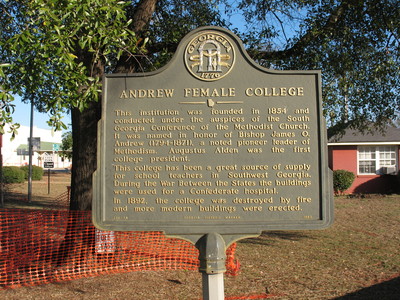 GEORGIA
1776
ANDREW FEMALE COLLEGE
This institution was founded in 1854 and
conducted under the auspices of the South
Georgia Conference of the Methodist Church.
It was named in honor of Bishop James O.
Andrew (1794-1871), a noted pioneer leader of
Methodism. Augustus Alden was the first
college president.
This college has been a great source of supply
for school teachers in Southwest Georgia.
During the War Between the States the buildings
were used for a Confederate hospital.
In 1892, the college was destroyed by fire
and more modern buildings were erected.